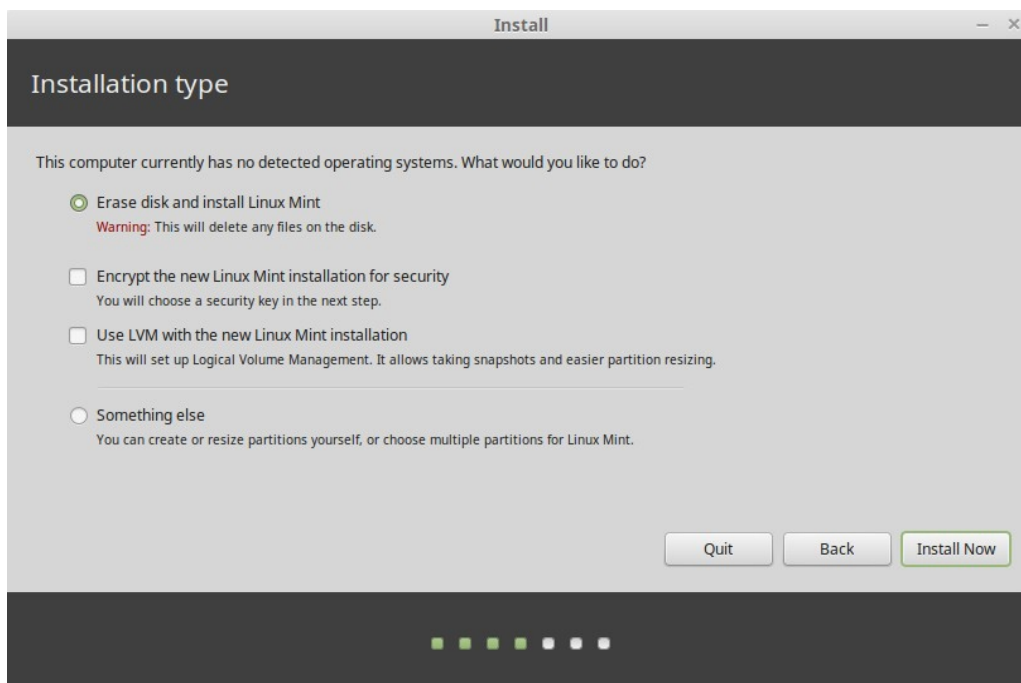 Install
Installation type
This computer currently has no detected operating systems. What would you like to do?
Erase disk and install Linux Mint
Warning: This will delete any files on the disk.
Encrypt the new Linux Mint installation for security
You will choose a security key in the next step.
Use LVM with the new Linux Mint installation
This will set up Logical Volume Management. It allows taking snapshots and easier partition resizing.
Something else
You can create or resize partitions yourself, or choose multiple partitions for Linux Mint.
Quit Back Install Now